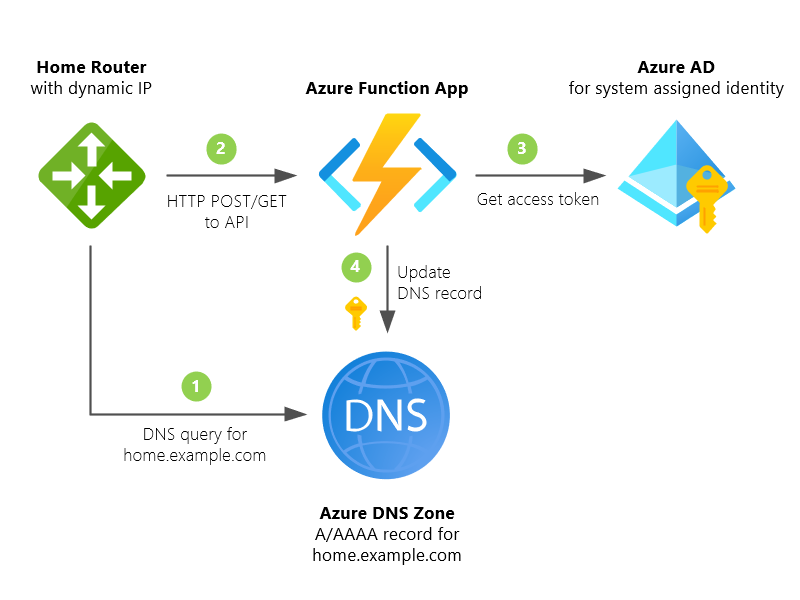 Home Router
with dynamic IP
Azure Function App
Azure AD
for system assigned identity
2
HTTP POST/GET
to API
3
Get access token
4
Update
DNS record
1
DNS query for
home.example.com
DNS
Azure DNS Zone
A/AAAA record for
home.example.com